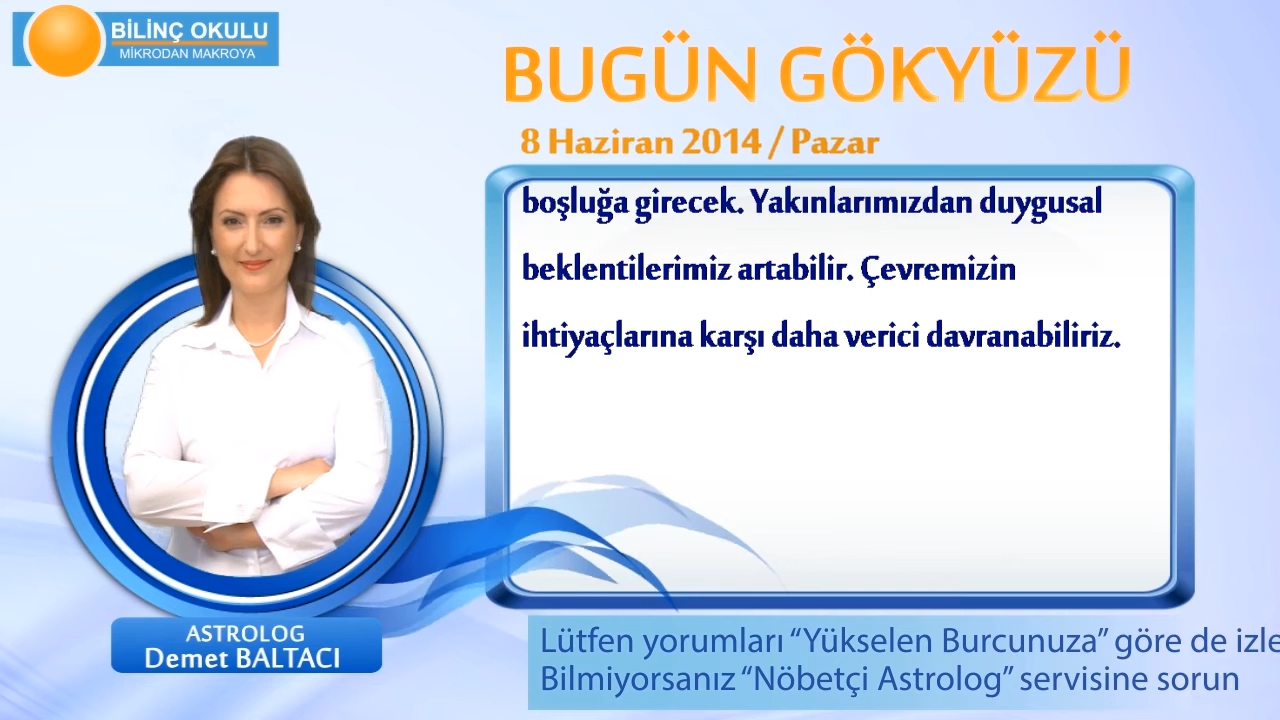 BİLİNÇ OKULU
MİKRODAN MAKROYA
BUGÜN GÖKYÜZÜ
8 Haziran 2014 / Pazar
boşluğa girecek. Yakınlarımızdan duygusal
beklentilerimiz artabilir. Çevremizin
ihtiyaçlarına karşı daha verici davranabiliriz.
ASTROLOG
Demet BALTACI
Lütfen yorumları “Yükselen Burcunuza” göre de izle
Bilmiyorsanız “Nöbetçi Astrolog” servisine sorun